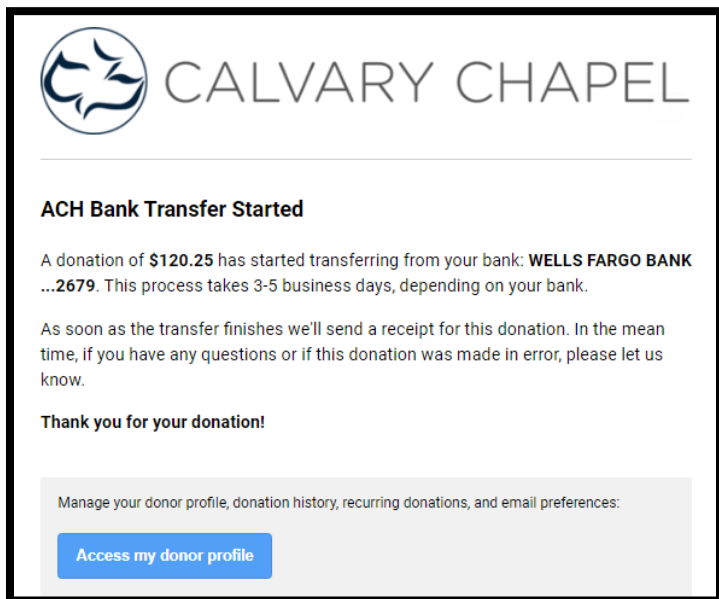 CALVARY CHAPEL
ACH Bank Transfer Started
A donation of $120.25 has started transferring from your bank: WELLS FARGO BANK
...2679. This process takes 3-5 business days, depending on your bank.
As soon as the transfer finishes we'll send a receipt for this donation. In the mean
time, if you have any questions or if this donation was made in error, please let us
know.
Thank you for your donation!
Manage your donor profile, donation history, recurring donations, and email preferences:
Access my donor profile